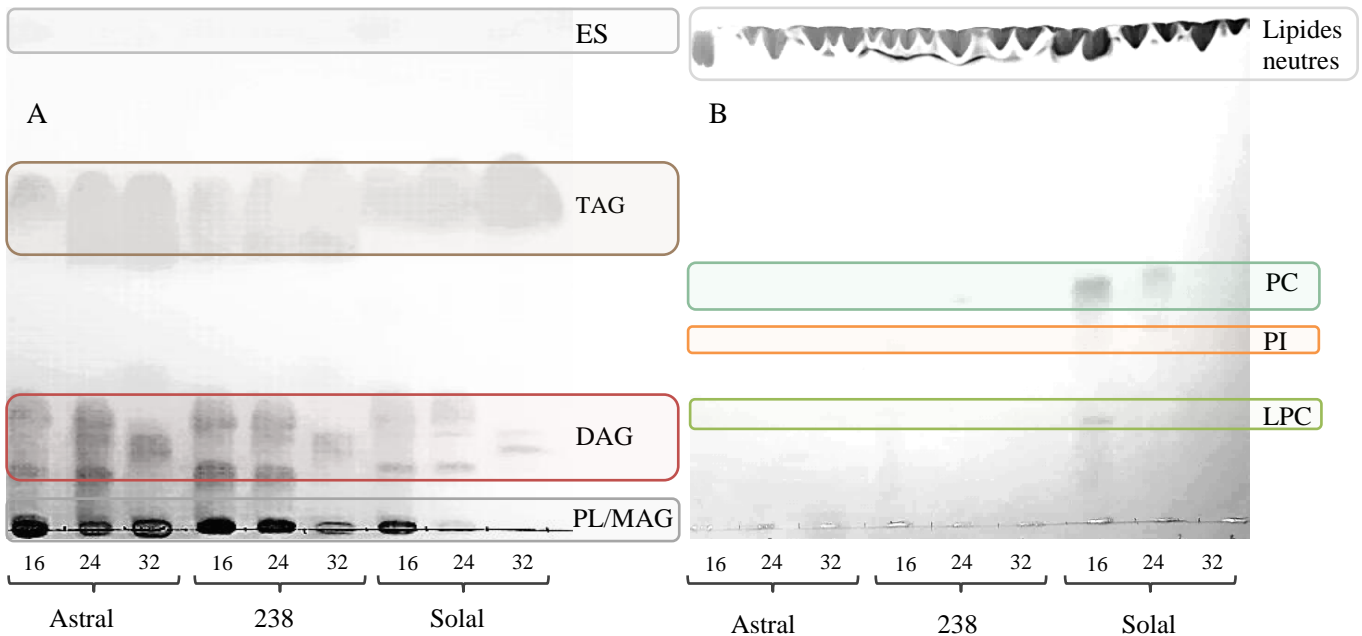 ES
A
TAG
DAG
PL/MAG
16 24 32 16 24 32 16 24 32
Astral 238 Solal
Lipides
neutres
B
PC
PI
LPC
16 24 32 16 24 32 16 24 32
Astral 238 Solal